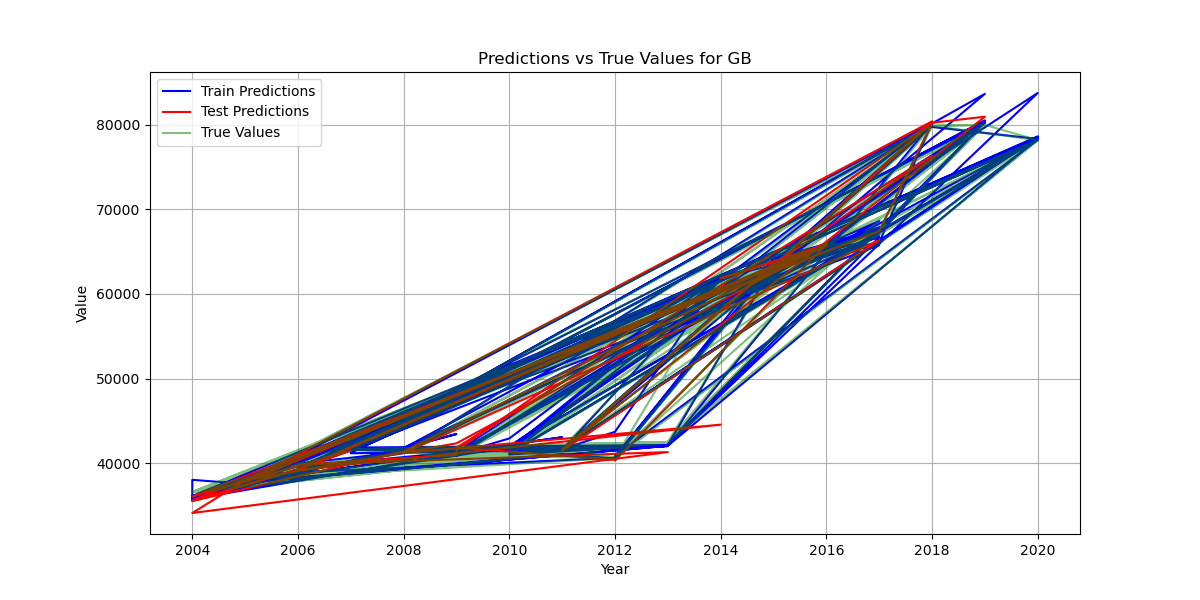 Predictions vs True Values for GB
Train Predictions
Test Predictions
True Values
80000
70000
60000
50000
40000
Value
2004 2006 2008 2010 2012 2014 2016 2018 2020
Year